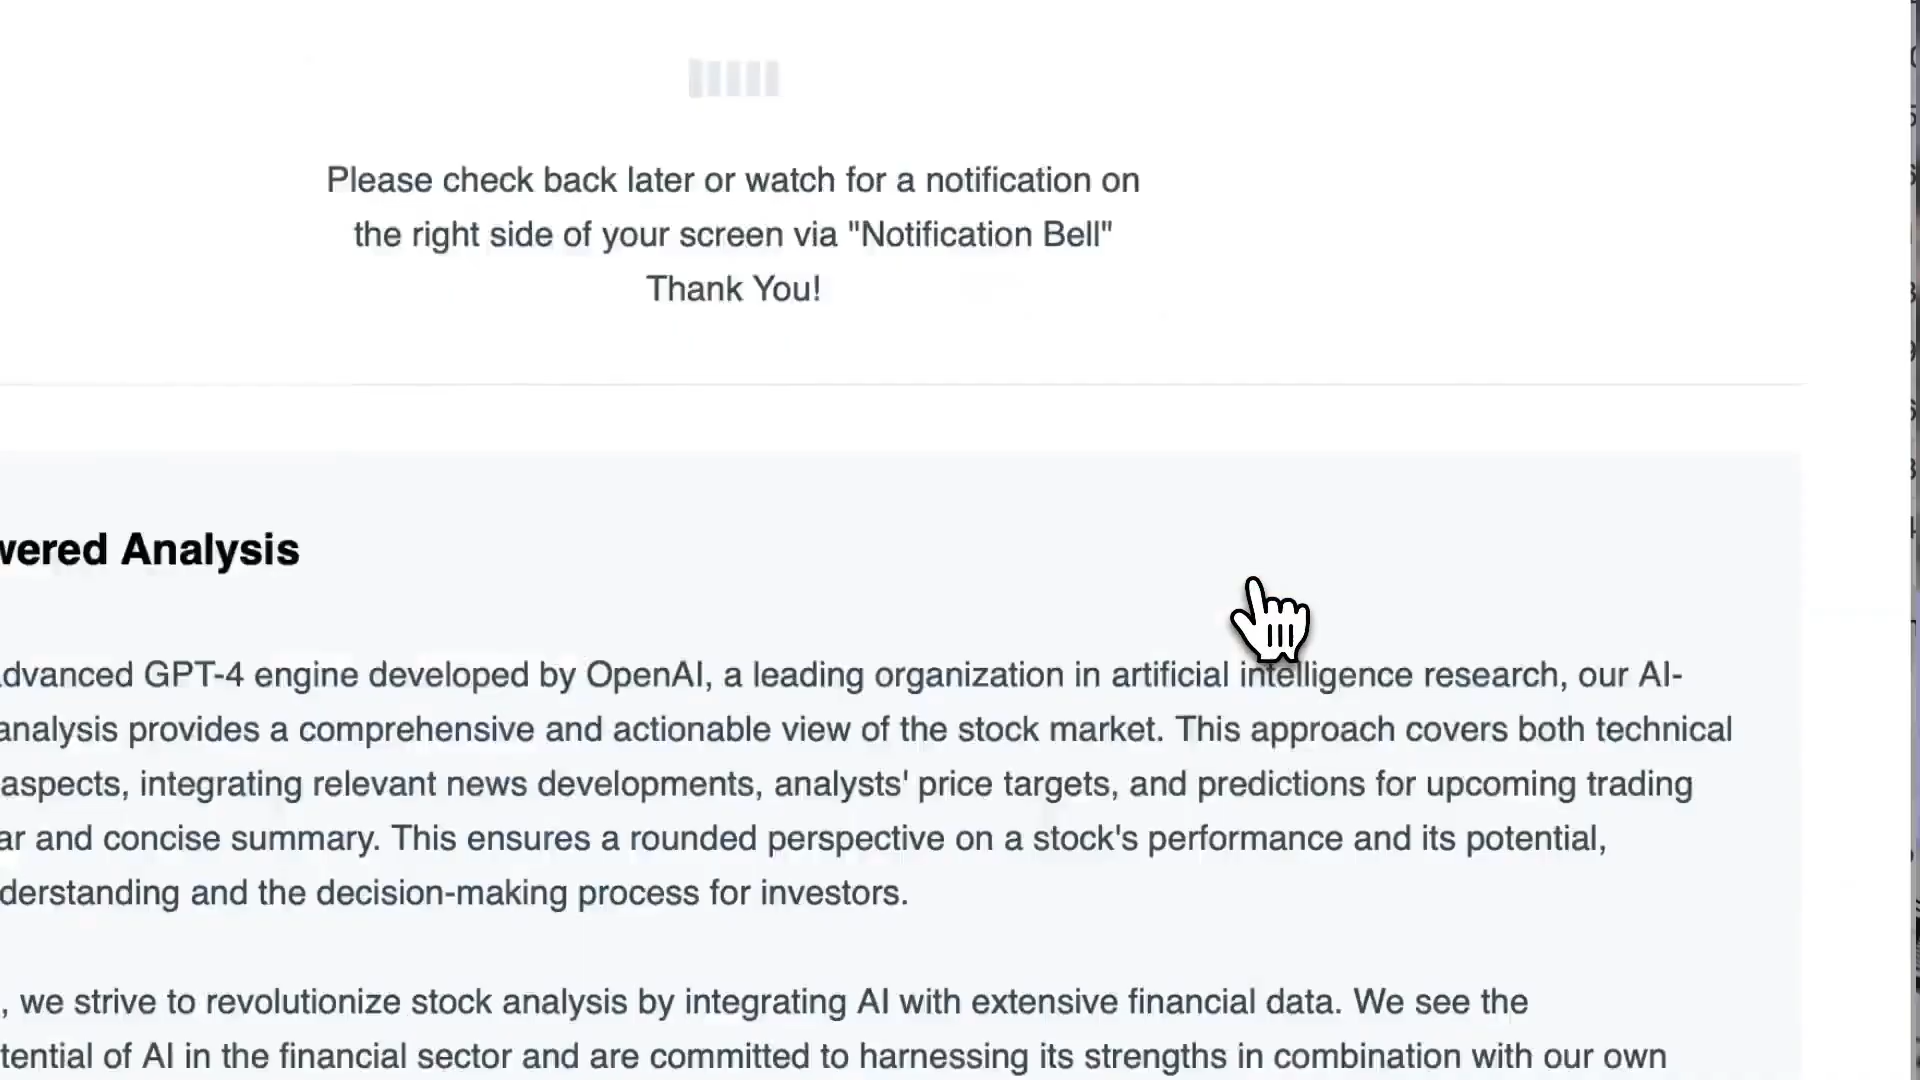 Please check back later or watch for a notification on
the right side of your screen via "Notification Bell"
Thank You!
wered Analysis
dvanced GPT-4 engine developed by OpenAI, a leading organization in artificial intelligence research, our AI-
analysis provides a comprehensive and actionable view of the stock market. This approach covers both technical
aspects, integrating relevant news developments, analysts' price targets, and predictions for upcoming trading
ar and concise summary. This ensures a rounded perspective on a stock's performance and its potential,
derstanding and the decision-making process for investors.
, we strive to revolutionize stock analysis by integrating AI with extensive financial data. We see the
tential of AI in the financial sector and are committed to harnessing its strengths in combination with our own